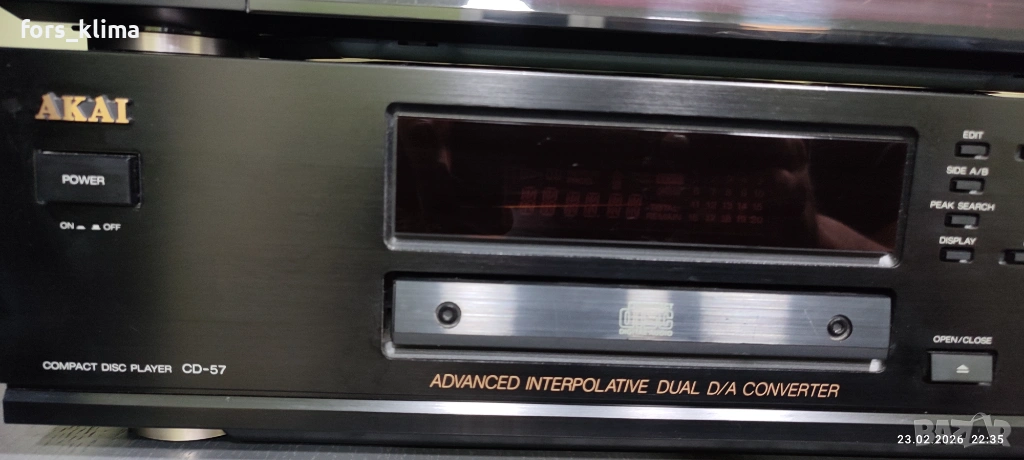 fors_klima
AKAI
POWER
ON OFF
EDIT
SIDE A/B
PEAK SEARCH
DISPLAY
OPEN/CLOSE
COMPACT DISC PLAYER CD-57
ADVANCED INTERPOLATIVE DUAL D/A CONVERTER
BAZAR
23.02.2026 22:35